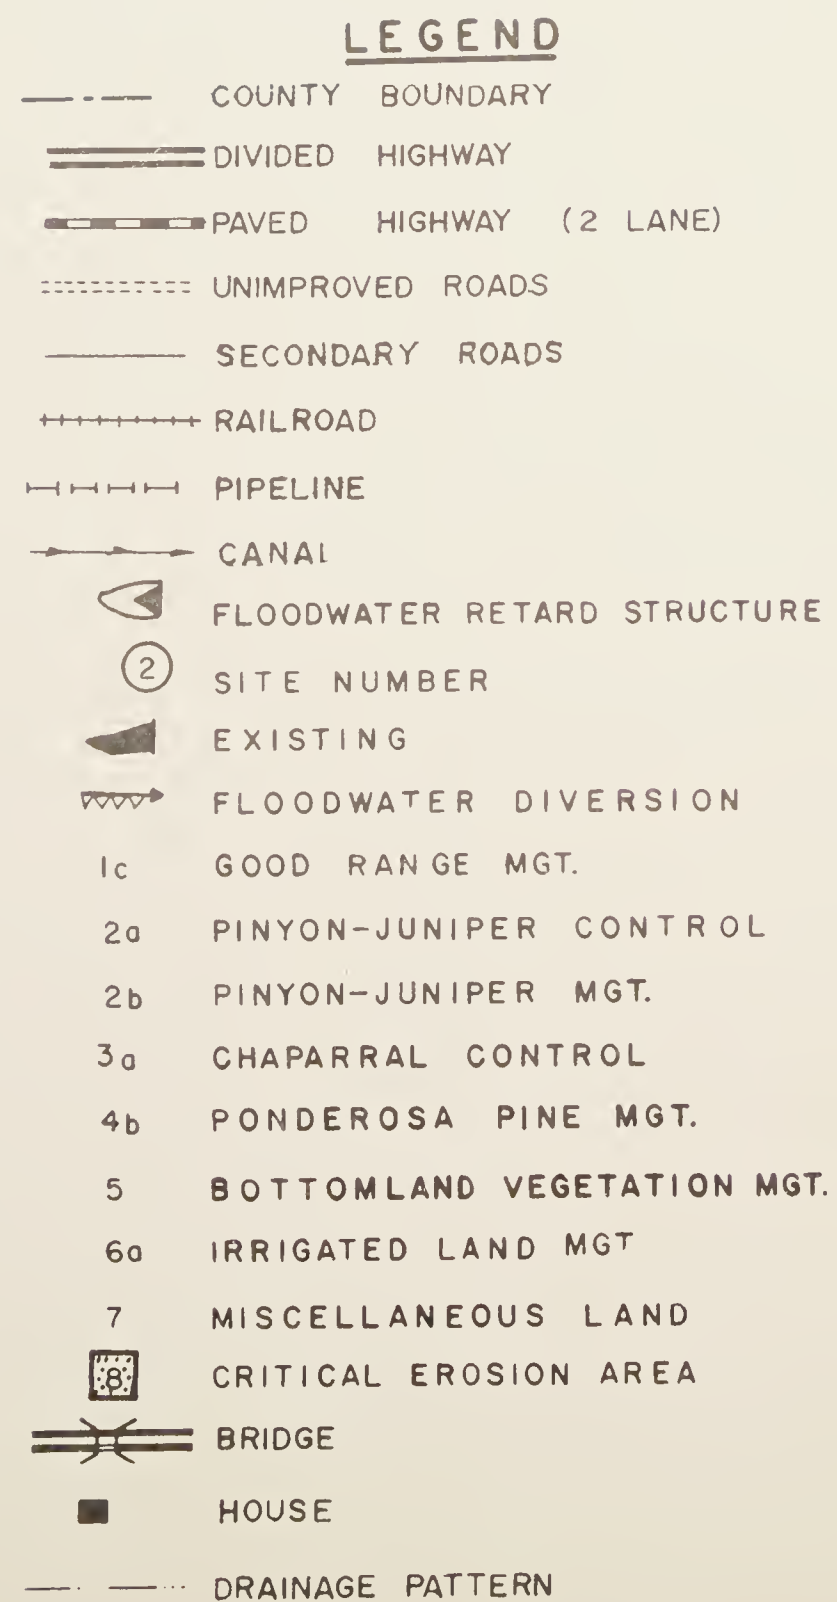 LEGEND
COUNTY BOUNDARY
DIVIDED HIGHWAY
PAVED HIGHWAY (2 LANE)
UNIMPROVED ROADS
SECONDARY ROADS
RAILROAD
PIPELINE
CANAL
FLOODWATER RETARD STRUCTURE
2 SITE NUMBER
EXISTING
FLOODWATER DIVERSION
1c GOOD RANGE MGT.
2a PINYON-JUNIPER CONTROL
2b PINYON-JUNIPER MGT.
3a CHAPARRAL CONTROL
4b PONDEROSA PINE MGT.
5 BOTTOMLAND VEGETATION MGT.
6a IRRIGATED LAND MGT
7 MISCELLANEOUS LAND
8 CRITICAL EROSION AREA
BRIDGE
HOUSE
DRAINAGE PATTERN